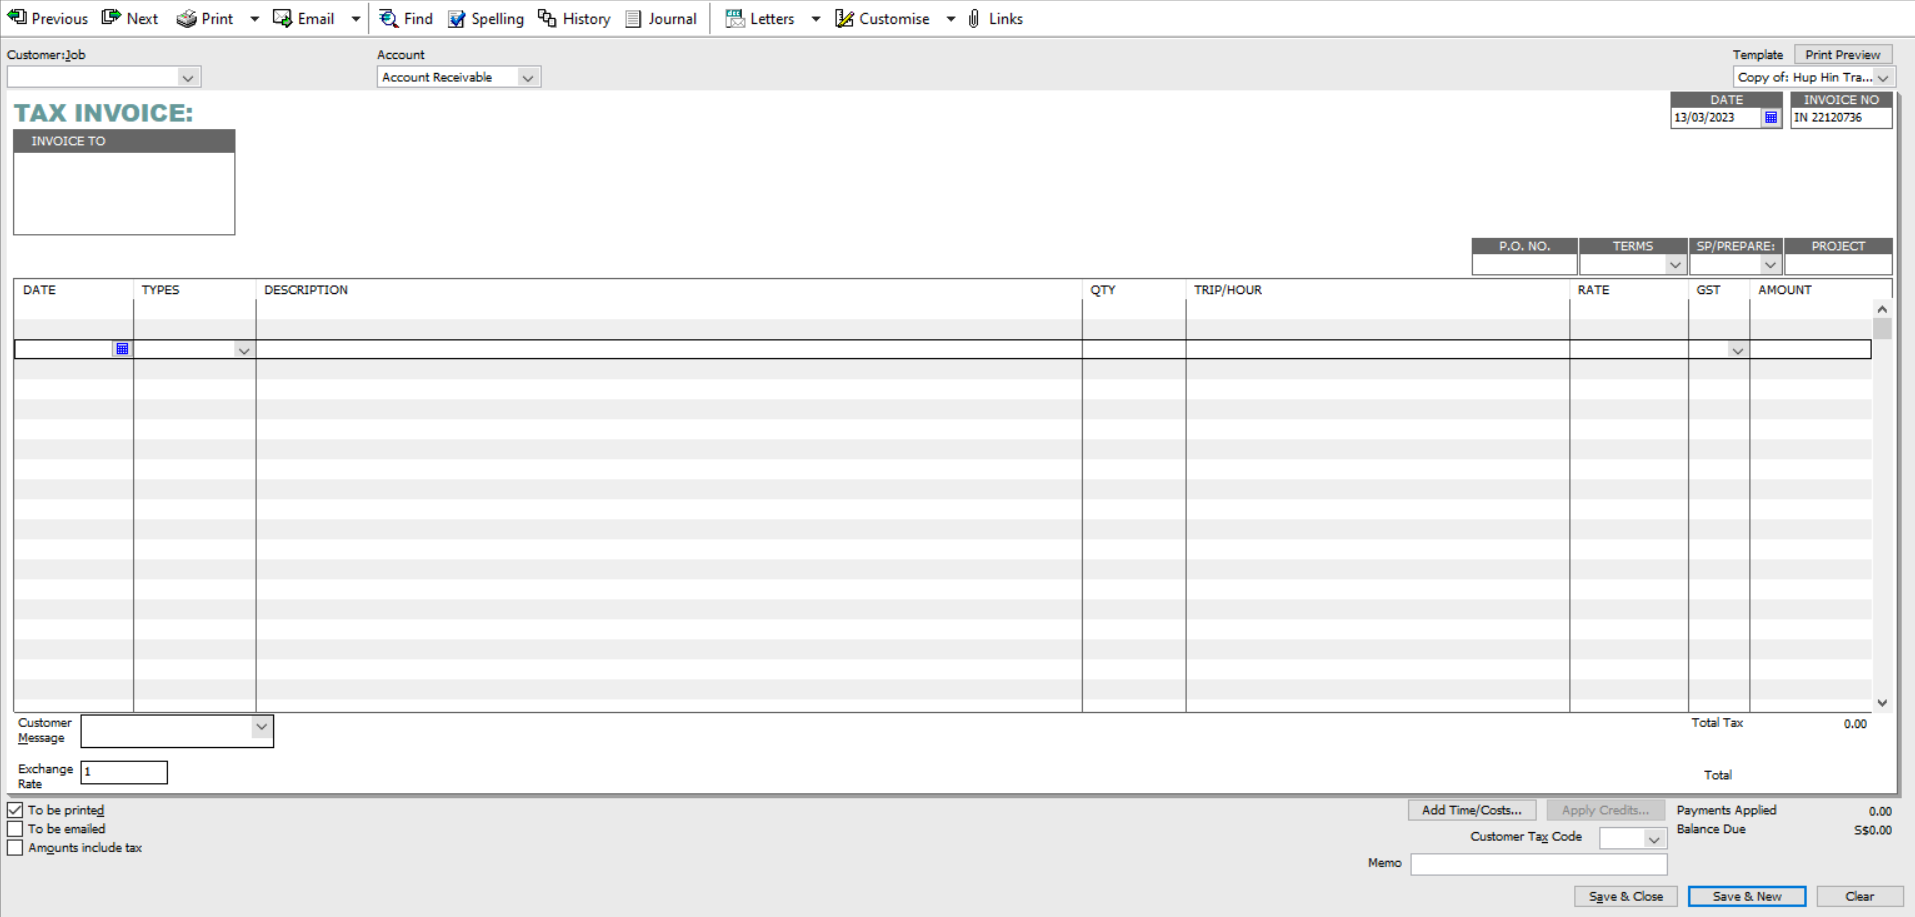 Previous Next Print Email Find Spelling History Journal Letters Customise Links
Customer:Job Account Template Print Preview
Account Receivable Copy of: Hup Hin Tra...
TAX INVOICE: DATE INVOICE NO
13/03/2023 IN 22120736
INVOICE TO
P.O. NO. TERMS SP/PREPARE: PROJECT
DATE TYPES DESCRIPTION QTY TRIP/HOUR RATE GST AMOUNT
Customer Message Total Tax 0.00
Exchange Rate 1 Total
To be printed Add Time/Costs... Apply Credits... Payments Applied 0.00
To be emailed Customer Tax Code Balance Due S$0.00
Amounts include tax
Memo
Save & Close Save & New Clear